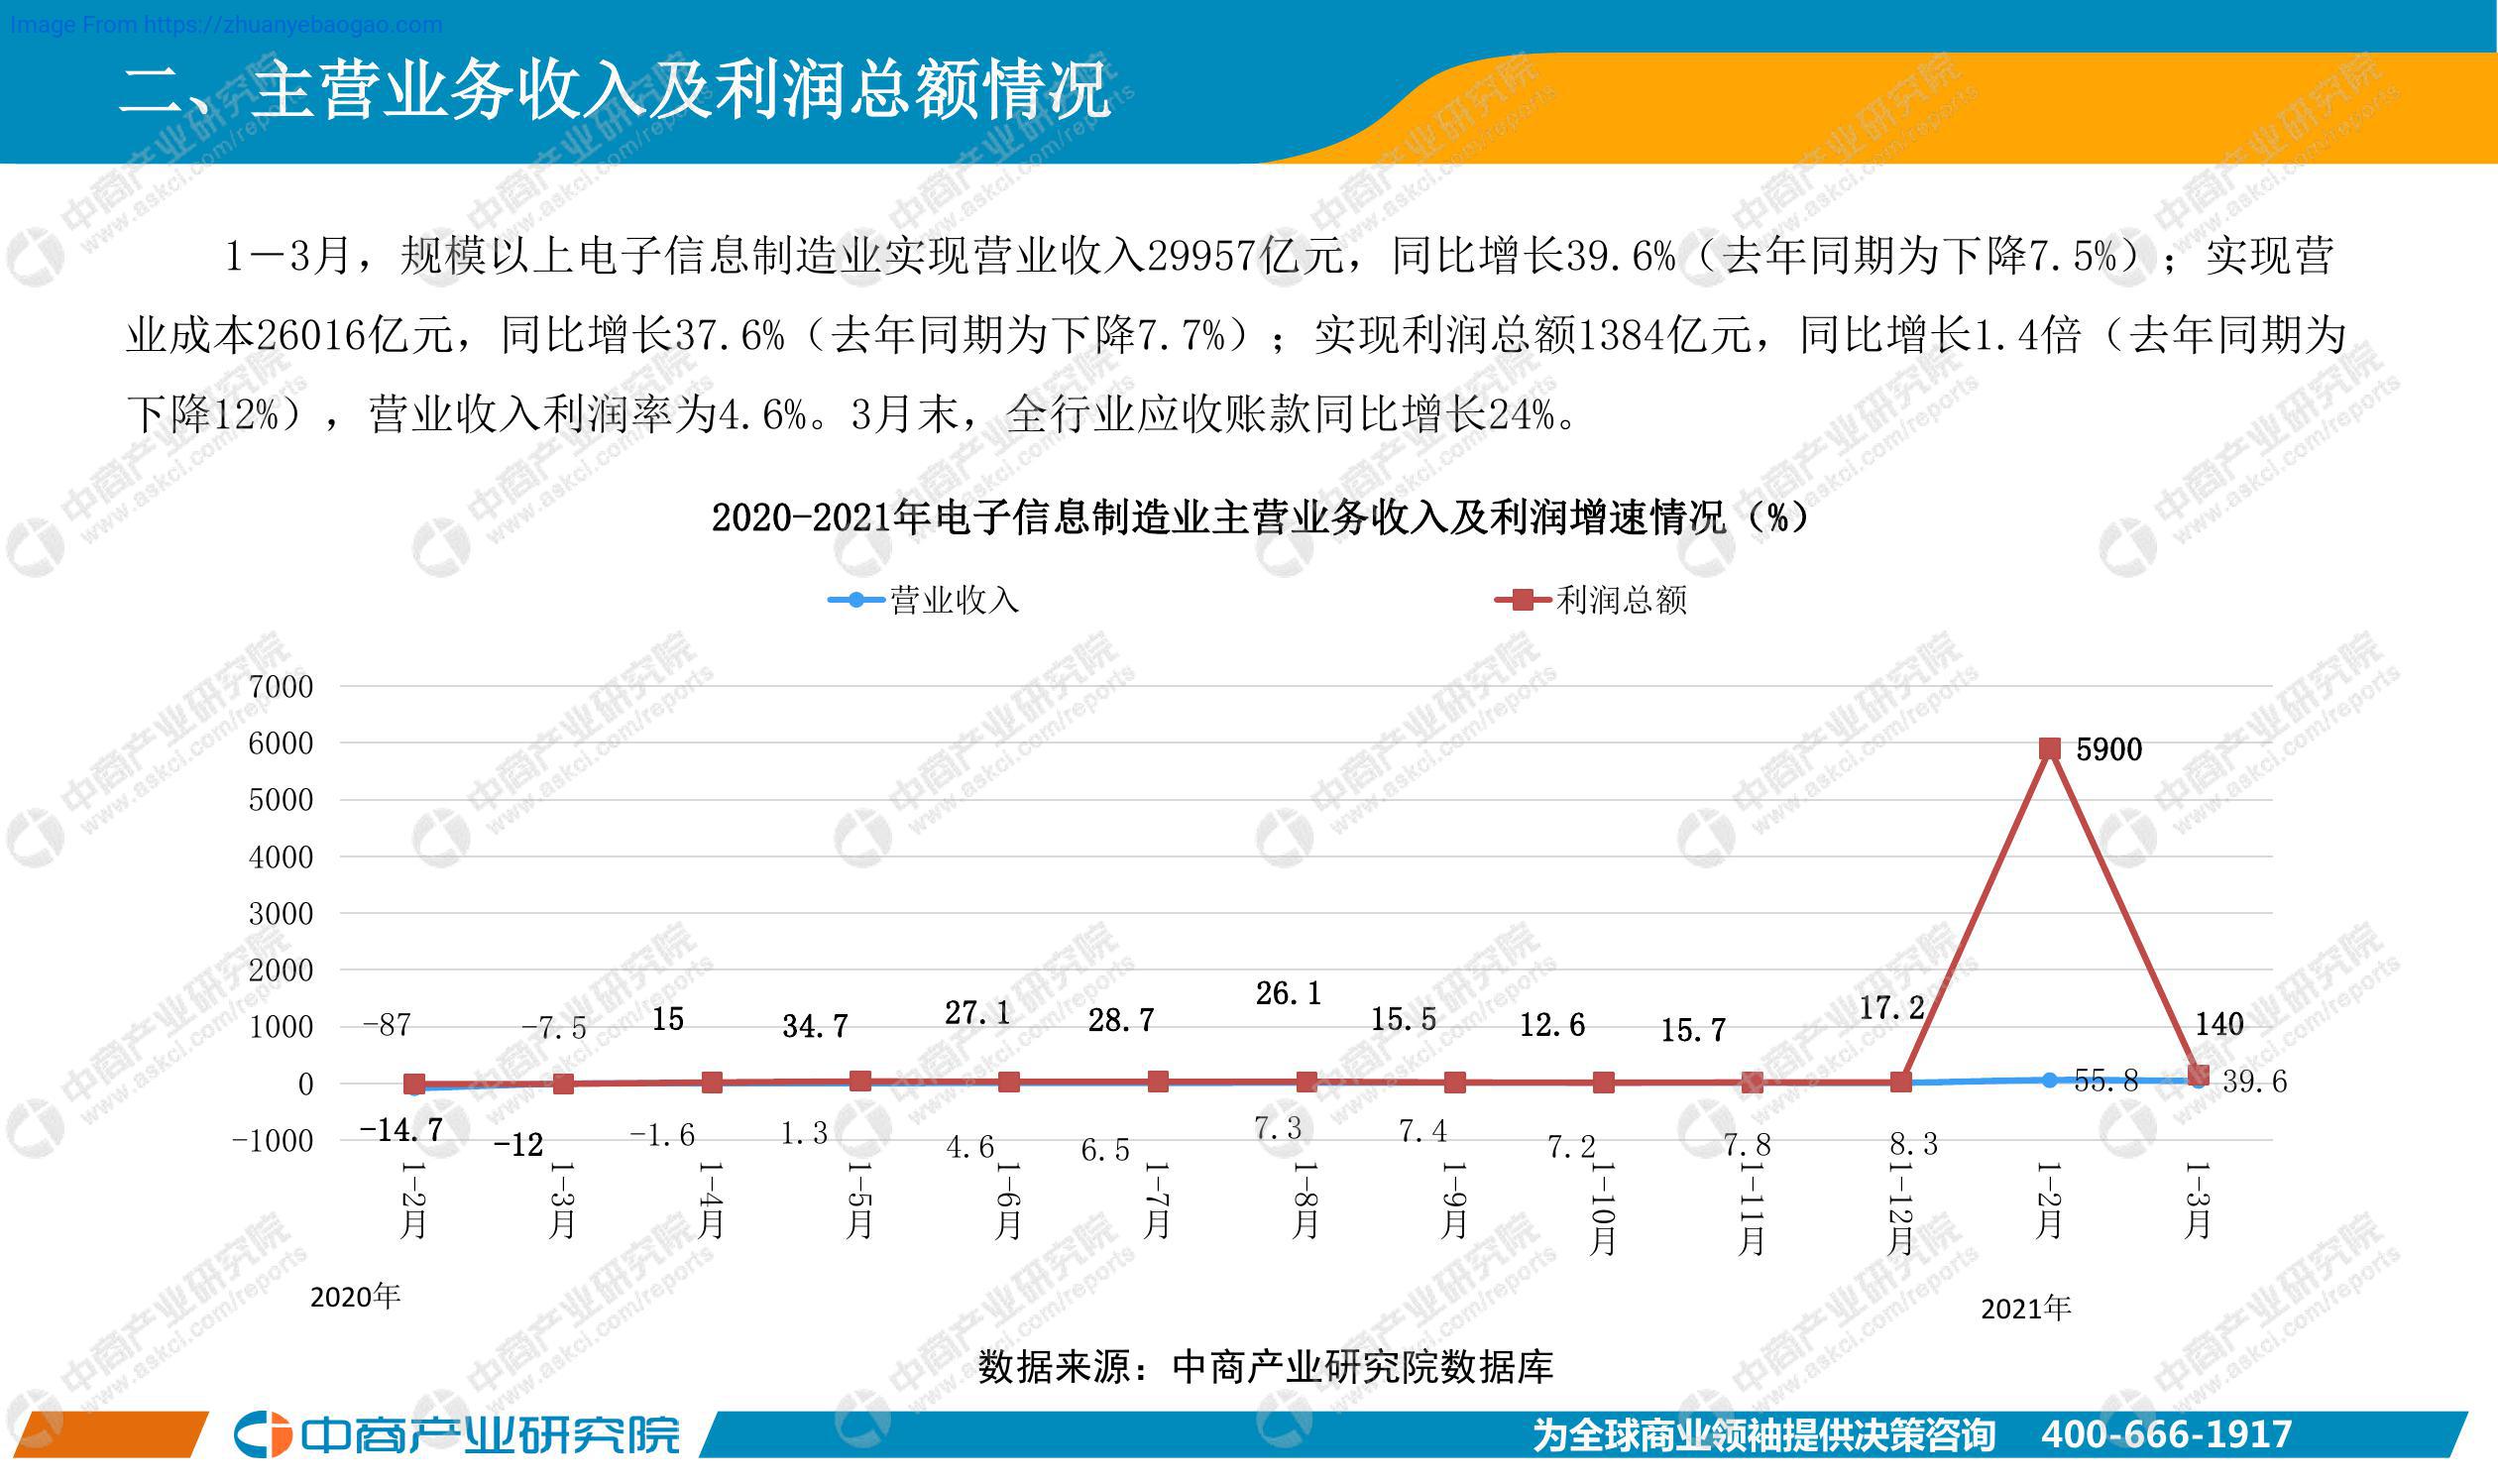 Image From https://zhuanyebaogao.com
二、主营业务收入及利润总额情况
1—3月，规模以上电子信息制造业实现营业收入29957亿元，同比增长39.6%（去年同期为下降7.5%）；实现营
业成本26016亿元，同比增长37.6%（去年同期为下降7.7%）；实现利润总额1384亿元，同比增长1.4倍（去年同期为
下降12%），营业收入利润率为4.6%。3月末，全行业应收账款同比增长24%。
2020-2021年电子信息制造业主营业务收入及利润增速情况（%）
营业收入 利润总额
7000
6000
5900
5000
4000
3000
2000
1000
-87 -7.5 15 34.7 27.1 28.7 26.1 15.5 12.6 15.7 17.2 140
0
55.8 39.6
-1000
-14.7 -12 -1.6 1.3 4.6 6.5 7.3 7.4 7.2 7.8 8.3
1-2月 1-3月 1-4月 1-5月 1-6月 1-7月 1-8月 1-9月 1-10月 1-11月 1-12月 1-2月 1-3月
2020年 2021年
数据来源：中商产业研究院数据库
中商产业研究院
为全球商业领袖提供决策咨询 400-666-1917
中商产业研究院
www.askci.com/reports